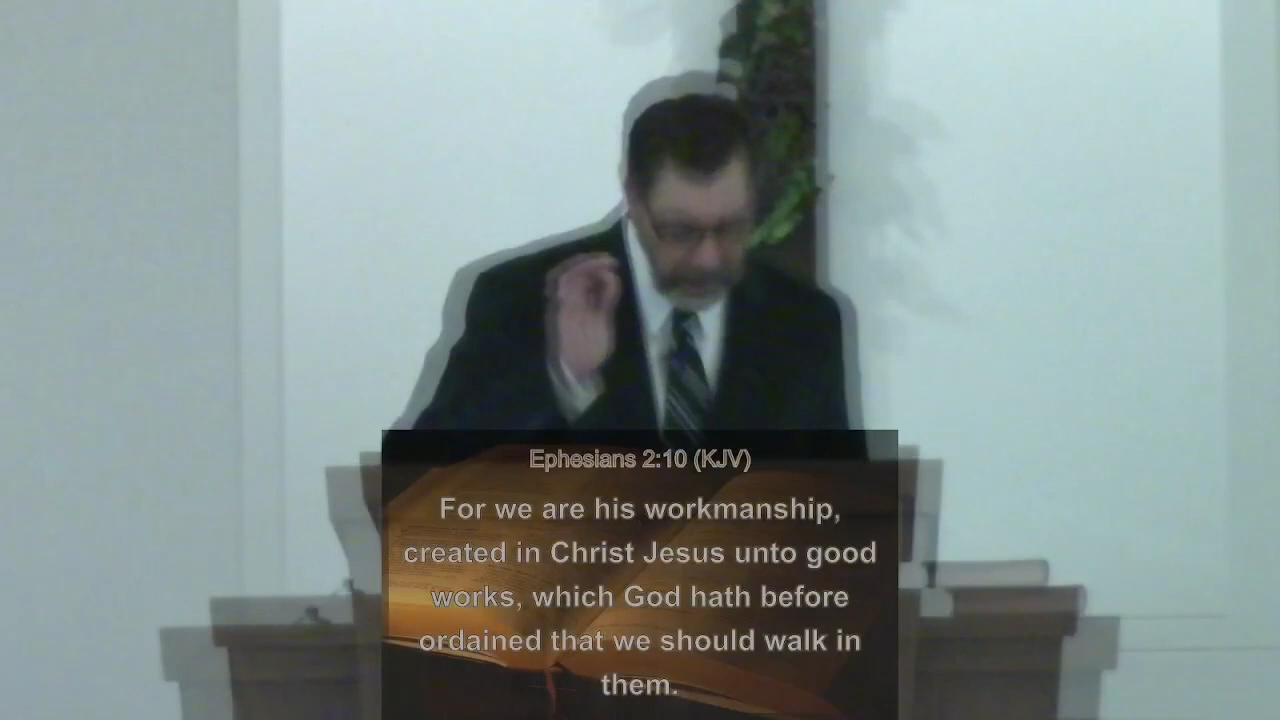 Ephesians 2:10 (KJV)
For we are his workmanship,
created in Christ Jesus unto good
works, which God hath before
ordained that we should walk in
them.